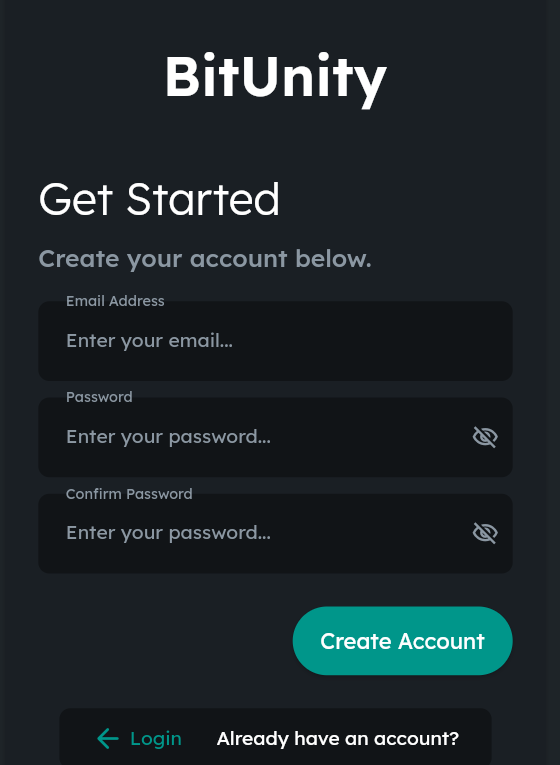 BitUnity
Get Started
Create your account below.
Email Address
Enter your email...
Password
Enter your password...
Confirm Password
Enter your password...
Create Account
Login Already have an account?